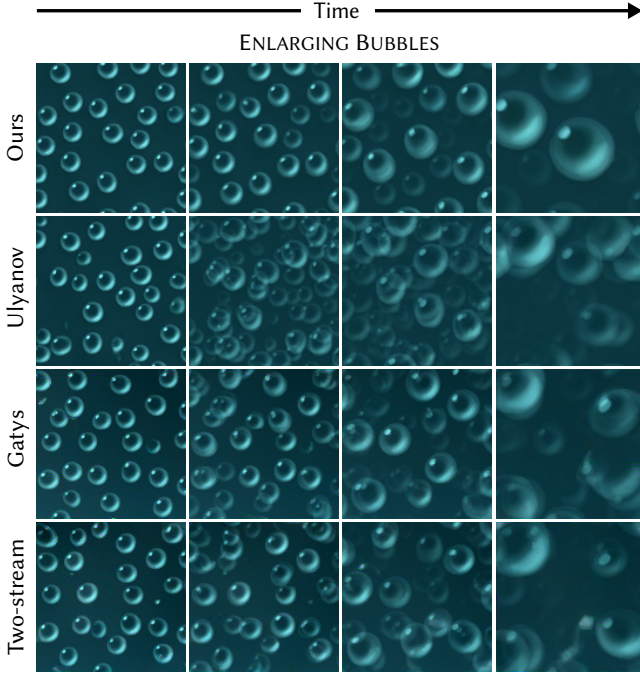 Time
ENLARGING BUBBLES
Ours
Ulyanov
Gatys
Two-stream